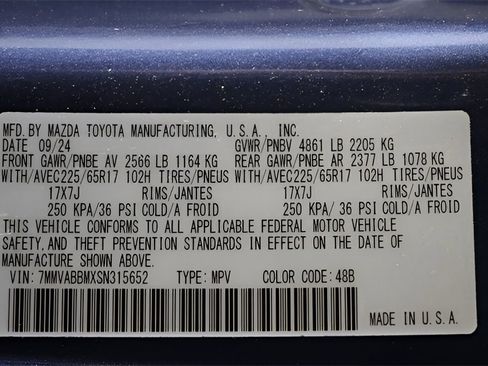 MFD. BY MAZDA TOYOTA MANUFACTURING, U.S.A., INC.
DATE 09/24 GVWR/PNBV 4861 LB 2205 KG
FRONT GAWR/PNBE AV 2566 LB 1164 KG REAR GAWR/PNBE AR 2377 LB 1078 KG
WITH/AVEC225/65R17 102H TIRES/PNEUS WITH/AVEC225/65R17 102H TIRES/PNEUS
17X7J RIMS/JANTES 17X7J RIMS/JANTES
250 KPA/36 PSI COLD/A FROID 250 KPA/36 PSI COLD/A FROID
THIS VEHICLE CONFORMS TO ALL APPLICABLE FEDERAL MOTOR VEHICLE
SAFETY, AND THEFT PREVENTION STANDARDS IN EFFECT ON THE DATE OF
MANUFACTURE SHOWN ABOVE.
VIN: 7MMVABBMXSN315652 TYPE: MPV COLOR CODE: 48B
MADE IN U.S.A.